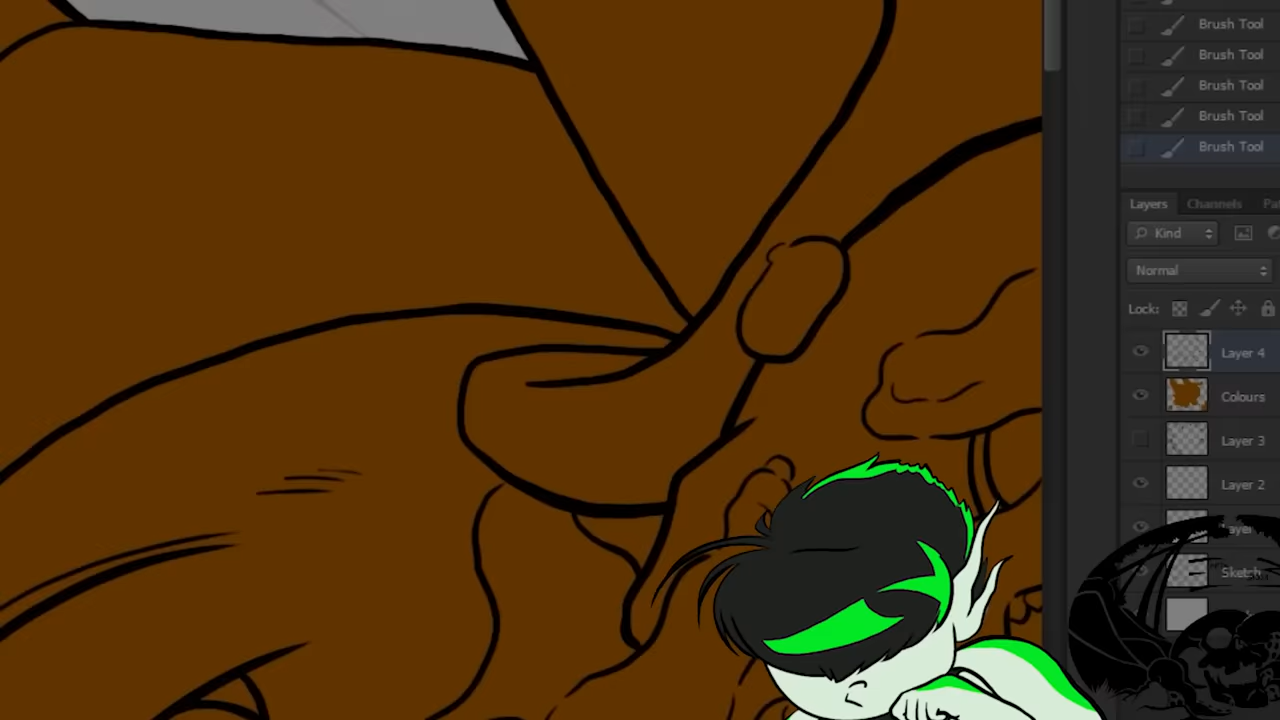 Brush Tool
Brush Tool
Brush Tool
Brush Tool
Brush Tool
Layers Channels
Kind
Normal
Lock:
Layer 4
Colours
Layer 3
Layer 2
Sketch